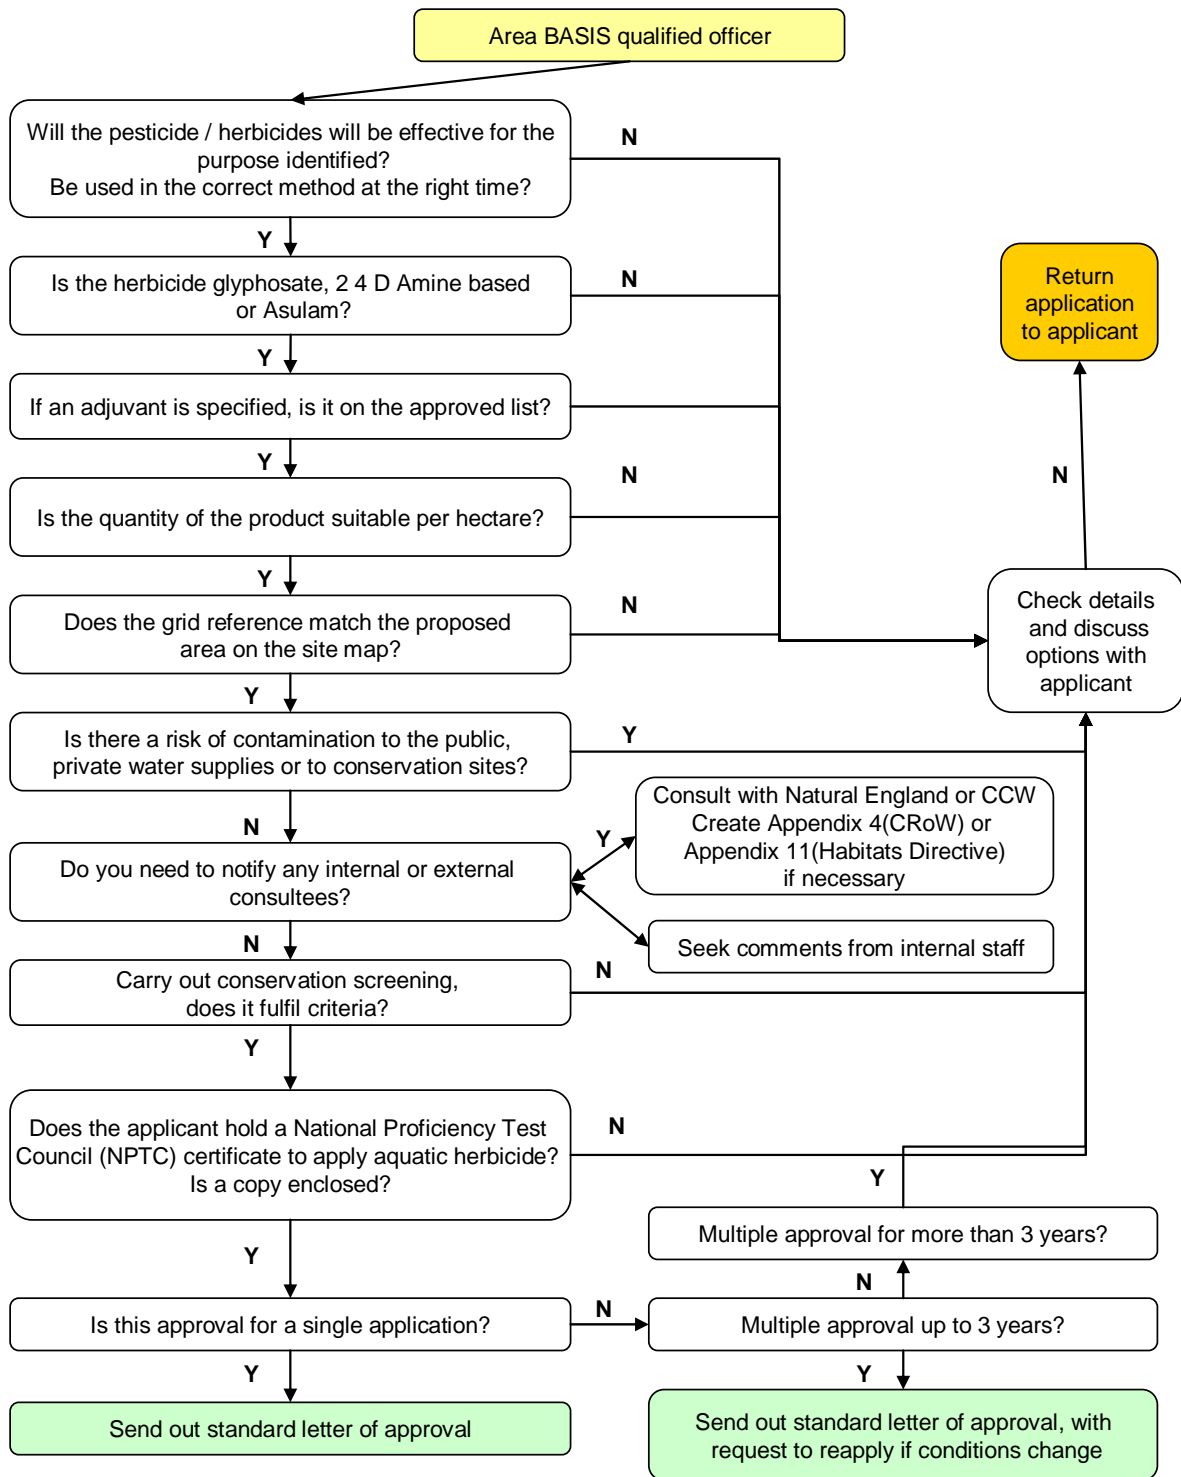 Area BASIS qualified officer
Will the pesticide / herbicides will be effective for the
purpose identified?
Be used in the correct method at the right time?
N
Y
Is the herbicide glyphosate, 2 4 D Amine based
or Asulam?
N
Return
application
to applicant
Y
If an adjuvant is specified, is it on the approved list?
Y
N
N
Is the quantity of the product suitable per hectare?
Y
N
Does the grid reference match the proposed
area on the site map?
Check details
and discuss
options with
applicant
Y
Is there a risk of contamination to the public,
private water supplies or to conservation sites?
Y
N
Consult with Natural England or CCW
Create Appendix 4(CRoW) or
Appendix 11(Habitats Directive)
if necessary
Y
Do you need to notify any internal or external
consultees?
Seek comments from internal staff
N
Carry out conservation screening,
does it fulfil criteria?
N
Y
Does the applicant hold a National Proficiency Test
Council (NPTC) certificate to apply aquatic herbicide?
Is a copy enclosed?
N
Y
Multiple approval for more than 3 years?
Y
N
Is this approval for a single application?
N
Multiple approval up to 3 years?
Y
Y
Send out standard letter of approval
Send out standard letter of approval, with
request to reapply if conditions change